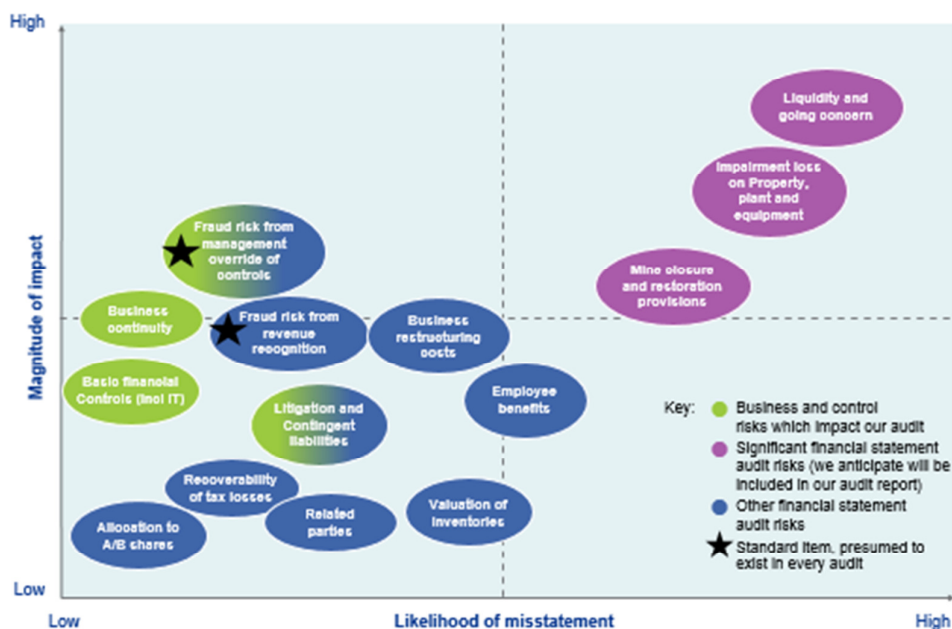 High
Liquidity and
going concern
Impairment loss
on Property,
plant and
equipment
Fraud risk from
management
override of
controls
Mine closure
and restoration
provisions
Magnitude of impact
Business
continuity
Fraud risk from
revenue
recognition
Business
restructuring
costs
Basic financial
Controls (incl IT)
Employee
benefits
Litigation and
Contingent
liabilities
Recoverability
of tax losses
Allocation to
A/B shares
Related
parties
Valuation of
inventories
Key:
Business and control
risks which impact our audit
Significant financial statement
audit risks (we anticipate will be
included in our audit report)
Other financial statement
audit risks
Standard item, presumed to
exist in every audit
Low
Low
Likelihood of misstatement
High